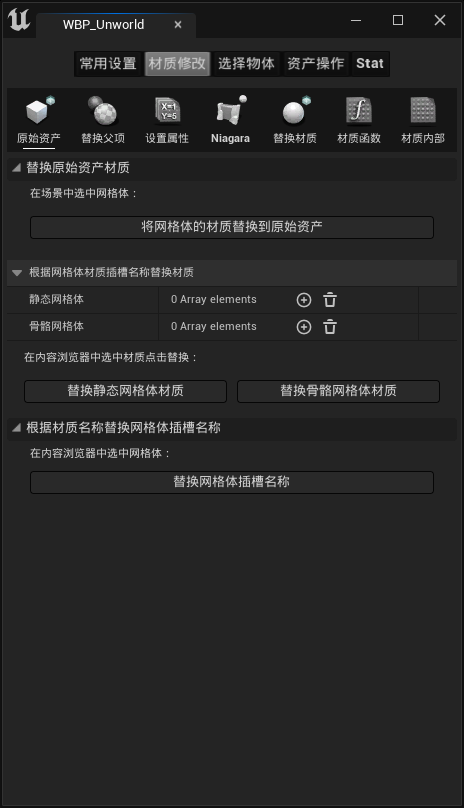 WBP_Unworld
常用设置 材质修改 选择物体 资产操作 Stat
X=1
Y=5
f
原始资产 替换父项 设置属性 Niagara 替换材质 材质函数 材质内部
替换原始资产材质
在场景中选中网格体：
将网格体的材质替换到原始资产
根据网格体材质插槽名称替换材质
静态网格体 0 Array elements
骨骼网格体 0 Array elements
在内容浏览器中选中材质点击替换：
替换静态网格体材质 替换骨骼网格体材质
根据材质名称替换网格体插槽名称
在内容浏览器中选中网格体：
替换网格体插槽名称